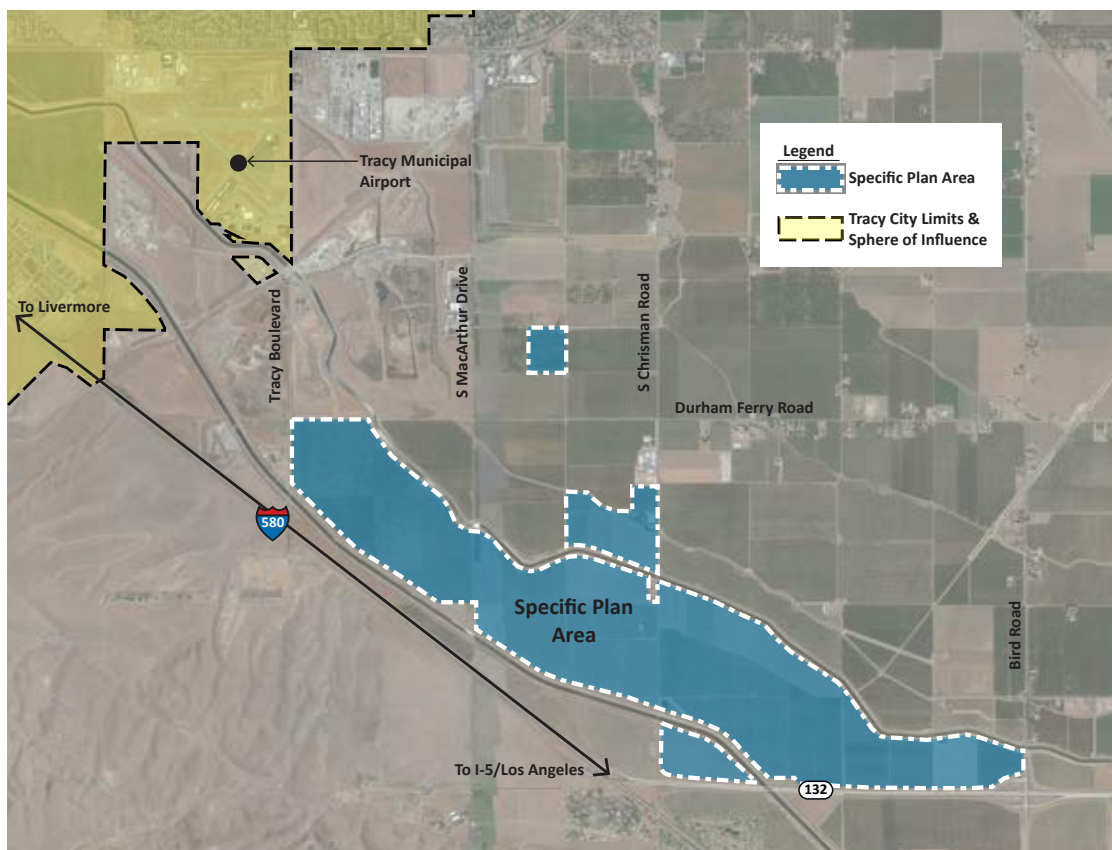 Legend
Specific Plan Area
Tracy City Limits &
Sphere of Influence
Tracy Municipal
Airport
To Livermore
Tracy Boulevard
S MacArthur Drive
S Chrisman Road
Durham Ferry Road
580
Specific Plan
Area
Bird Road
To I-5/Los Angeles
132